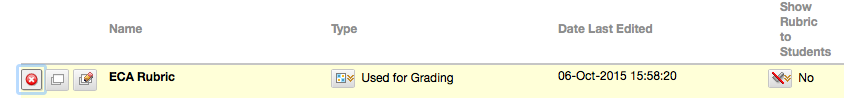 Name Type Date Last Edited Show
Rubric
to
Students
ECA Rubric Used for Grading 06-Oct-2015 15:58:20 No